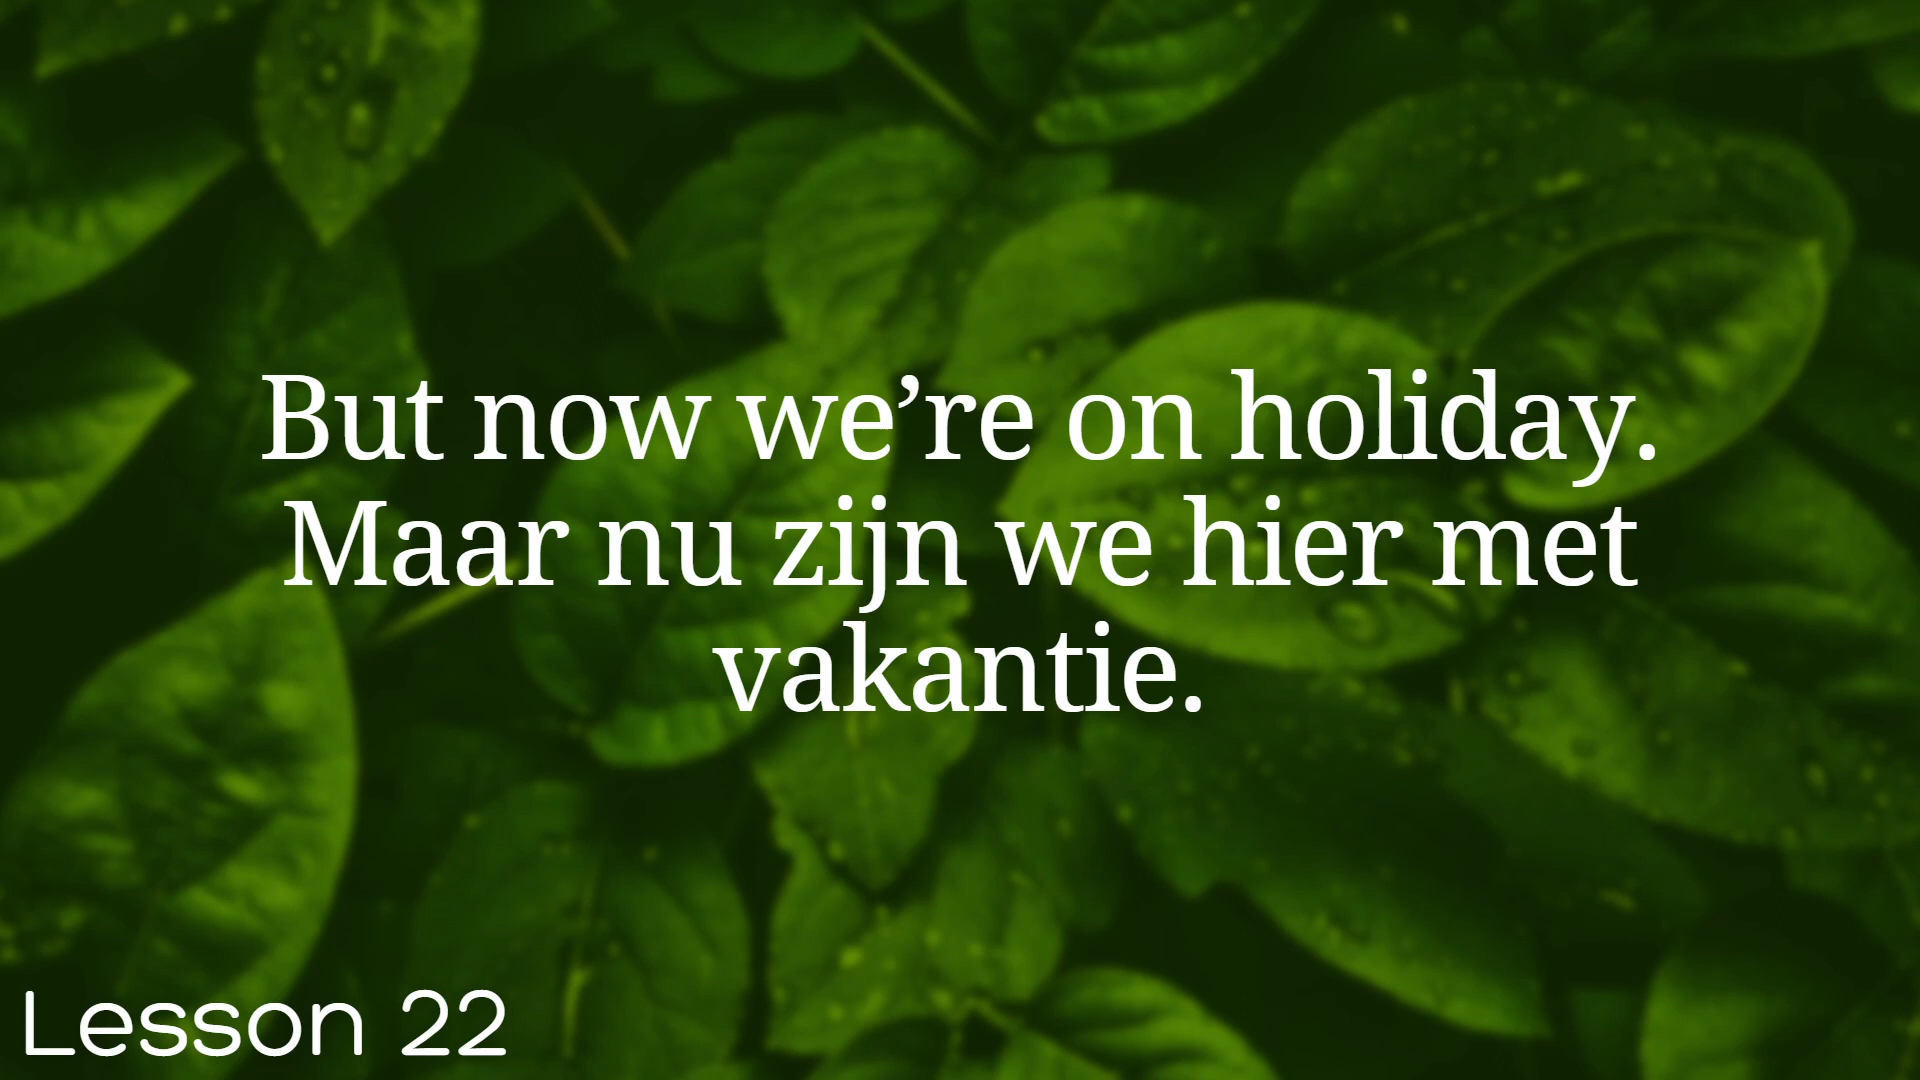 But now we’re on holiday.
Maar nu zijn we hier met
vakantie.
Lesson 22